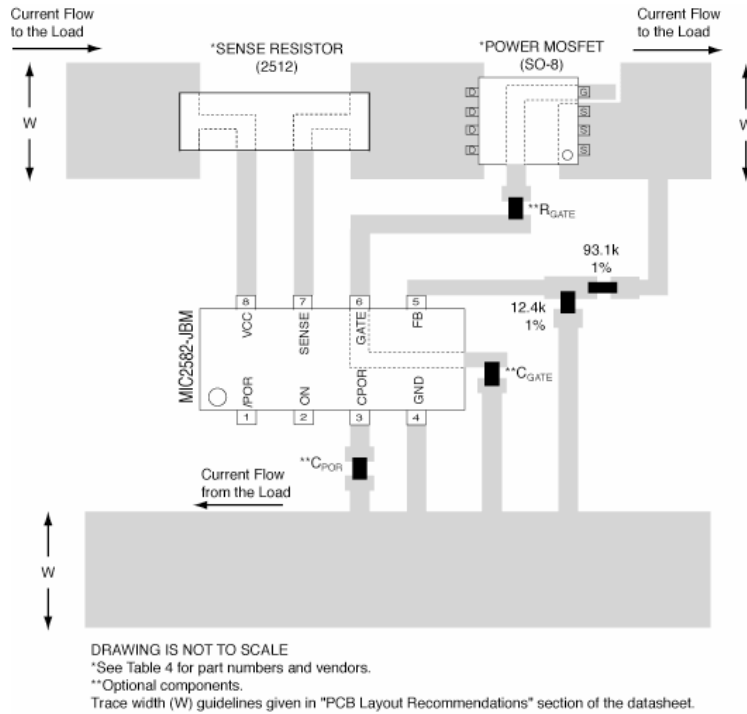 Current Flow
to the Load
Current Flow
to the Load
*SENSE RESISTOR
(2512)
*POWER MOSFET
(SO-8)
W
W
D
D
D
D
G
S
S
S
**RGATE
93.1k
1%
12.4k
1%
8
7
6
5
VCC
SENSE
GATE
FB
MIC2582-JBM
/POR
ON
CPOR
GND
1
2
3
4
**CGATE
**CPOR
Current Flow
from the Load
W
DRAWING IS NOT TO SCALE
*See Table 4 for part numbers and vendors.
**Optional components.
Trace width (W) guidelines given in "PCB Layout Recommendations" section of the datasheet.